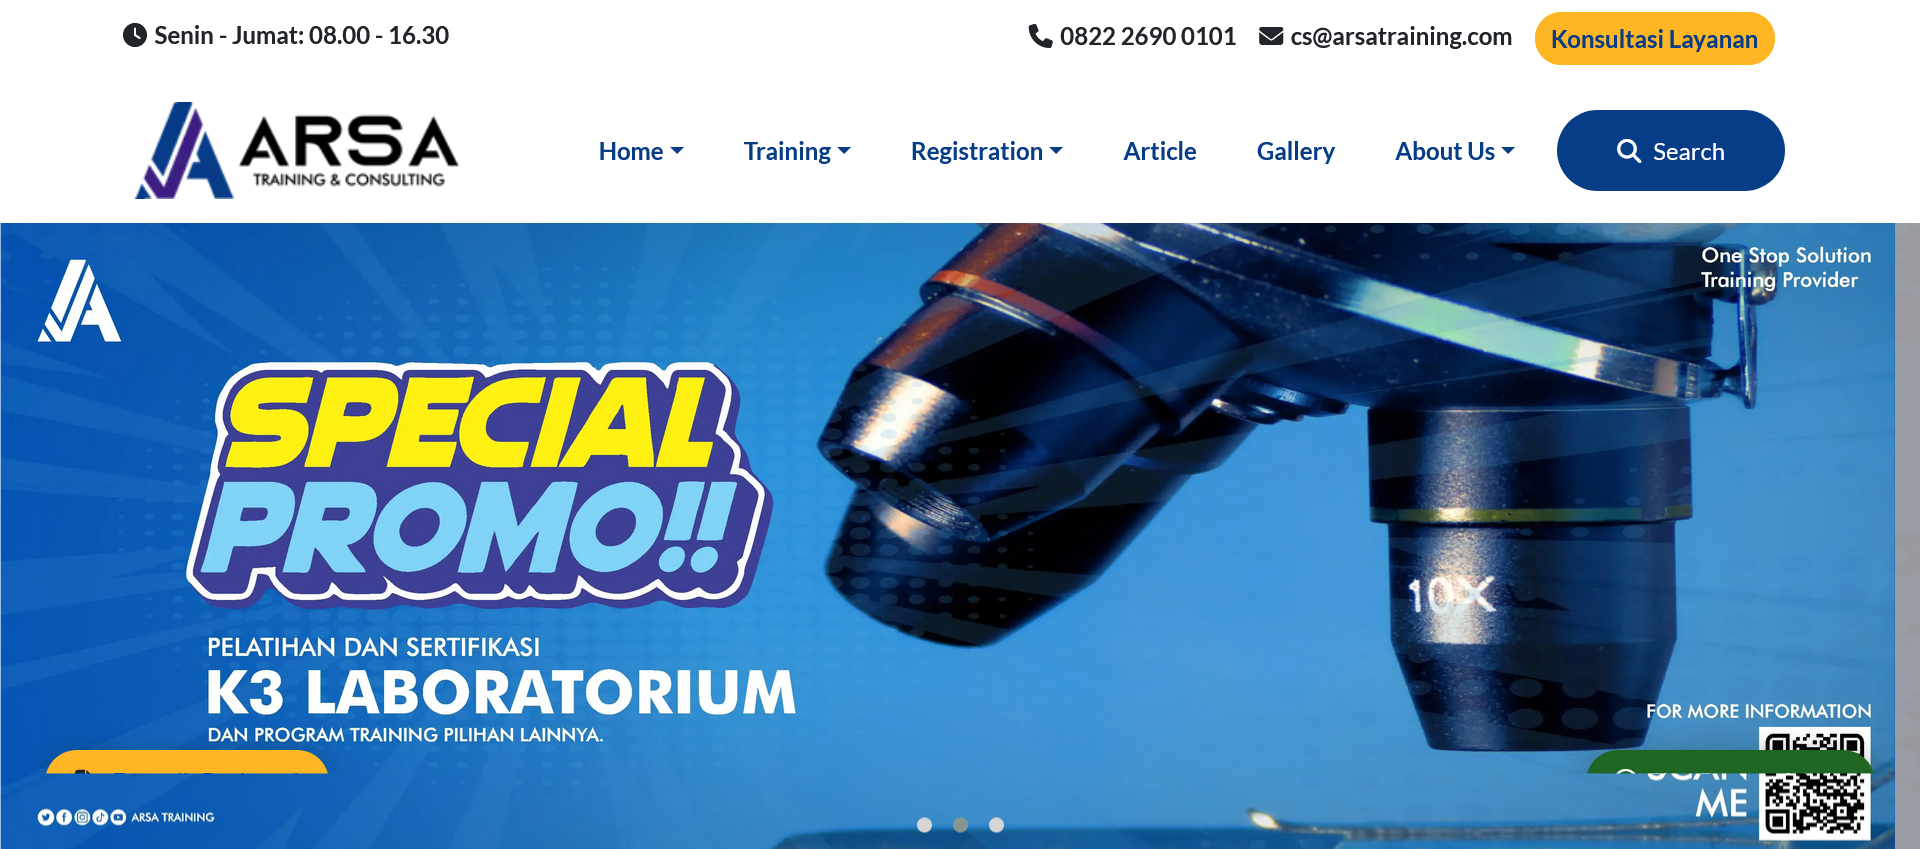 Senin - Jumat: 08.00 - 16.30
0822 2690 0101
cs@arsatraining.com
Konsultasi Layanan
ARSA
TRAINING & CONSULTING
Home
Training
Registration
Article
Gallery
About Us
Search
One Stop Solution
Training Provider
SPECIAL
PROMO!!
10X
PELATIHAN DAN SERTIFIKASI
K3 LABORATORIUM
DAN PROGRAM TRAINING PILIHAN LAINNYA.
FOR MORE INFORMATION
SCAN
ME
ARSA TRAINING